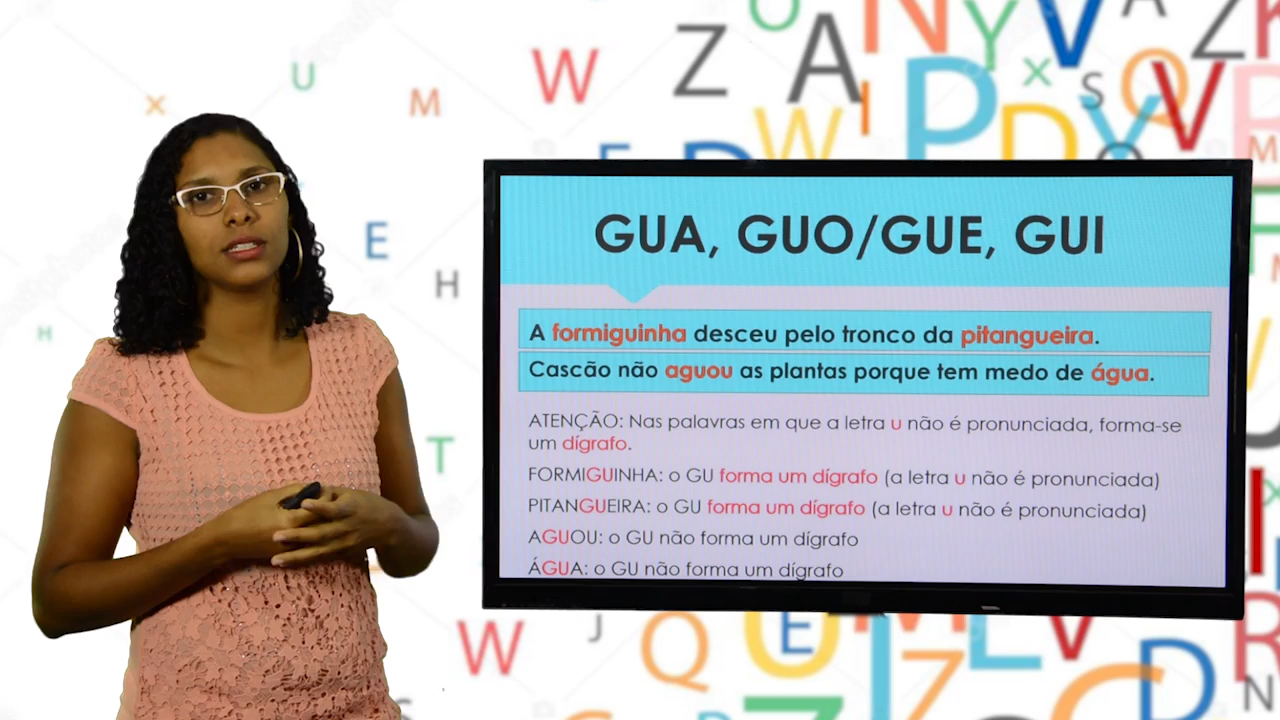 GUA, GUO/GUE, GUI
A formiguinha desceu pelo tronco da pitangueira.
Cascão não aguou as plantas porque tem medo de água.
ATENÇÃO: Nas palavras em que a letra u não é pronunciada, forma-se
um dígrafo.
FORMIGUINHA: o GU forma um dígrafo (a letra u não é pronunciada)
PITANGUEIRA: o GU forma um dígrafo (a letra u não é pronunciada)
AGUOU: o GU não forma um dígrafo
ÁGUA: o GU não forma um dígrafo